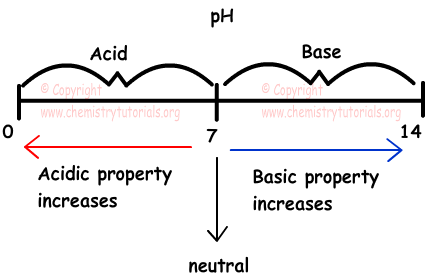 pH
Acid
Base
© Copyright
© Copyright
www.chemistrytutorials.org
www.chemistrytutorials.org
0
7
14
Acidic property
increases
Basic property
increases
neutral